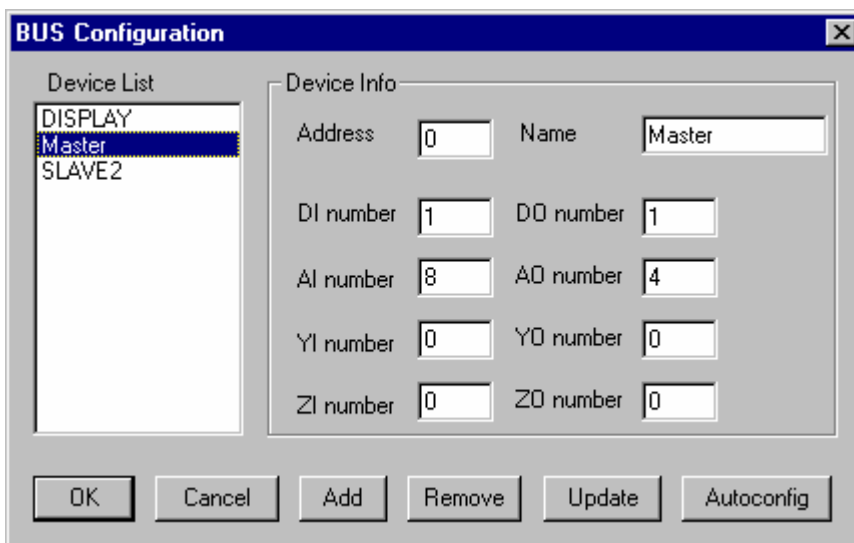 BUS Configuration
Device List
DISPLAY
Master
SLAVE2
Device Info
Address 0 Name Master
DI number 1 DO number 1
AI number 8 AO number 4
YI number 0 YO number 0
ZI number 0 ZO number 0
OK Cancel Add Remove Update Autoconfig